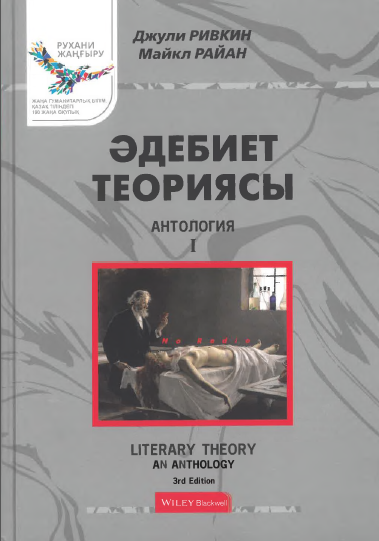 РУХАНИ
ЖАҢҒЫРУ
ЖАҢА ГУМАНИТАРЛЫҚ БІЛІМ.
ҚАЗАҚ ТІЛІНДЕГІ
100 ЖАҢА ОҚУЛЫҚ
Джули РИВКИН
Майкл РАЙАН
ӘДЕБИЕТ
ТЕОРИЯСЫ
АНТОЛОГИЯ
I
LITERARY THEORY
AN ANTHOLOGY
3rd Edition
WILEY Blackwell